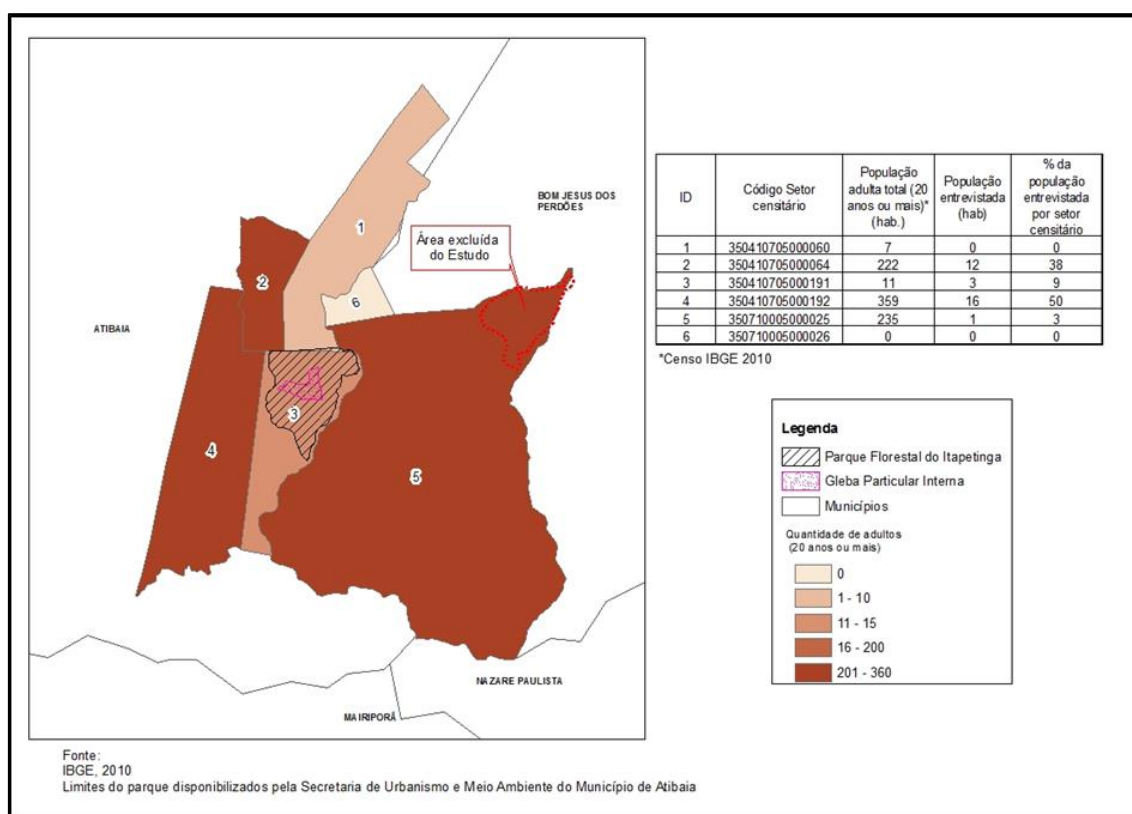 BOM JESUS DOS
PERDÕES
Área excluída
do Estudo
1
2
6
ATIBAIA
3
4
5
NAZARE PAULISTA
MAIRIPORÃ
ID
Código Setor
censitário
População
adulta total (20
anos ou mais)*
(hab.)
População
entrevistada
(hab)
% da
população
entrevistada
por setor
censitário
1 350410705000060 7 0 0
2 350410705000064 222 12 38
3 350410705000191 11 3 9
4 350410705000192 359 16 50
5 350710005000025 235 1 3
6 350710005000026 0 0 0
*Censo IBGE 2010
Legenda
Parque Florestal do Itapetinga
Gleba Particular Interna
Municípios
Quantidade de adultos
(20 anos ou mais)
0
1 - 10
11 - 15
16 - 200
201 - 360
Fonte:
IBGE, 2010
Limites do parque disponibilizados pela Secretaria de Urbanismo e Meio Ambiente do Município de Atibaia